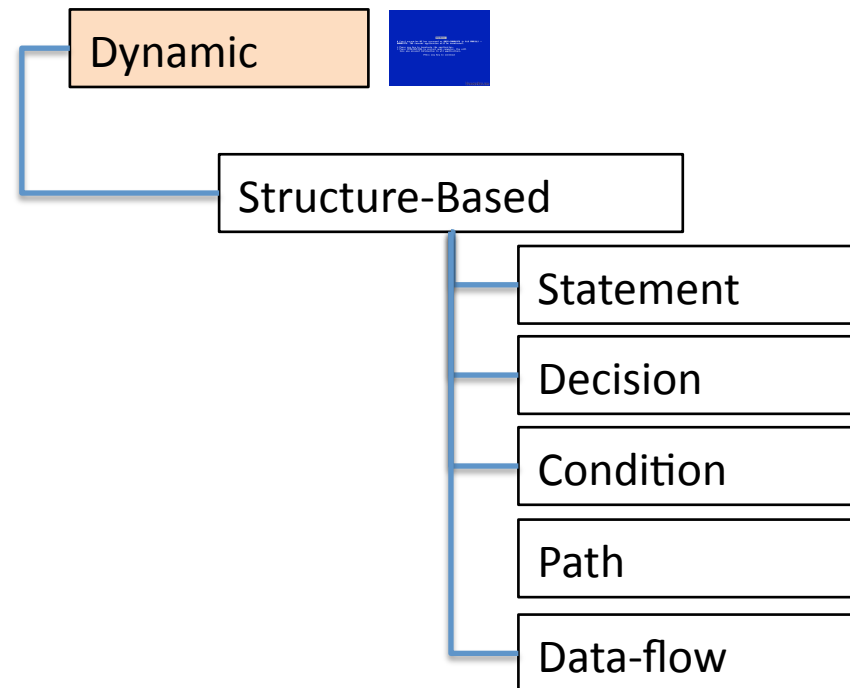 Dynamic
Structure-Based
Statement
Decision
Condition
Path
Data-flow